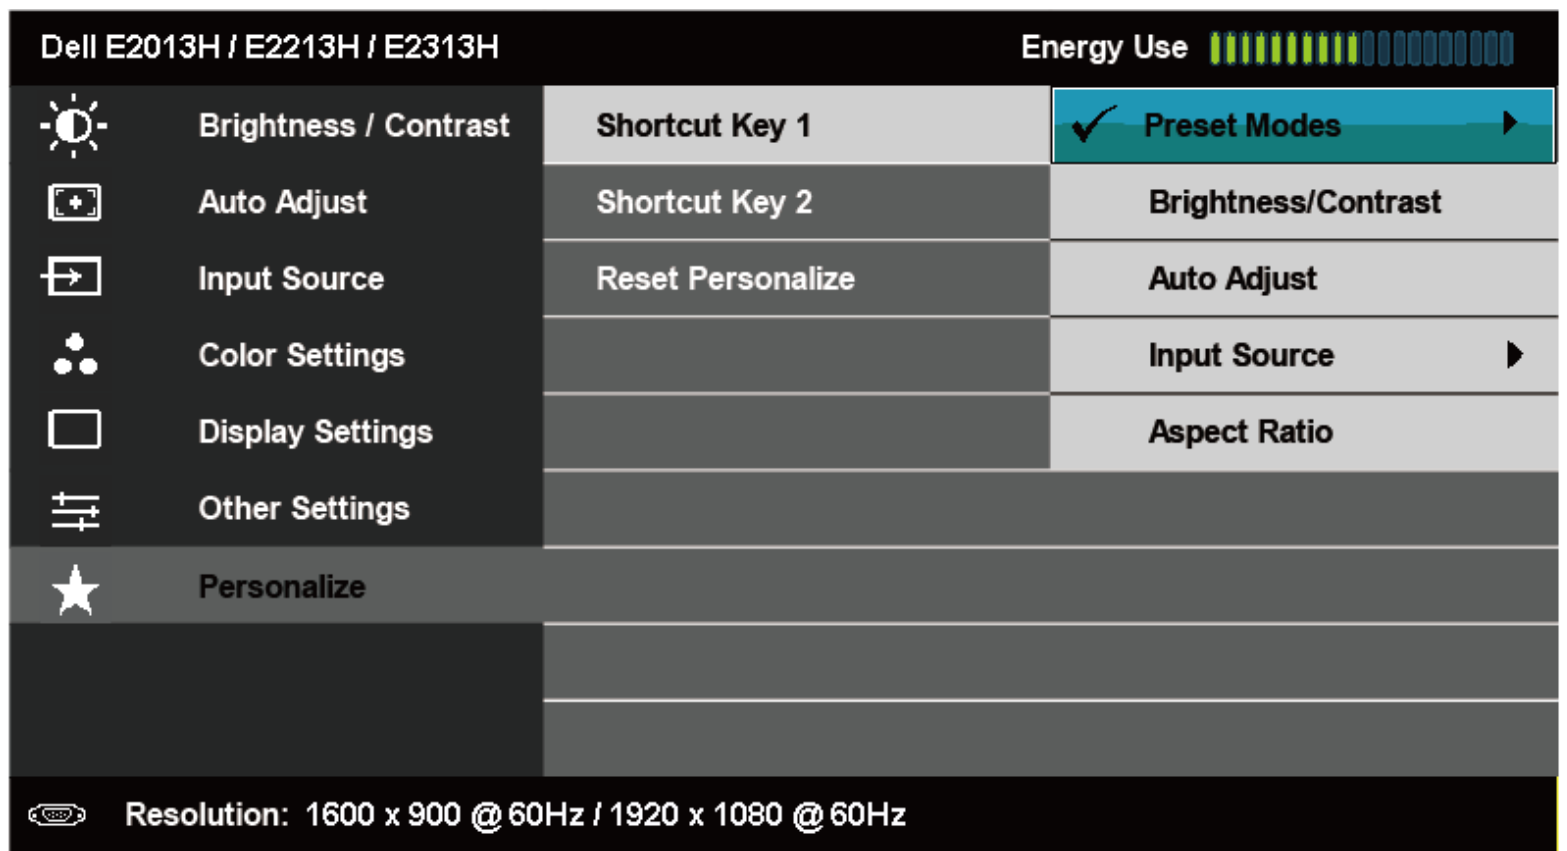 Dell E2013H / E2213H / E2313H Energy Use
Brightness / Contrast Shortcut Key 1 Preset Modes
Auto Adjust Shortcut Key 2 Brightness/Contrast
Input Source Reset Personalize Auto Adjust
Color Settings Input Source
Display Settings Aspect Ratio
Other Settings
Personalize
Resolution: 1600 x 900 @ 60Hz / 1920 x 1080 @ 60Hz